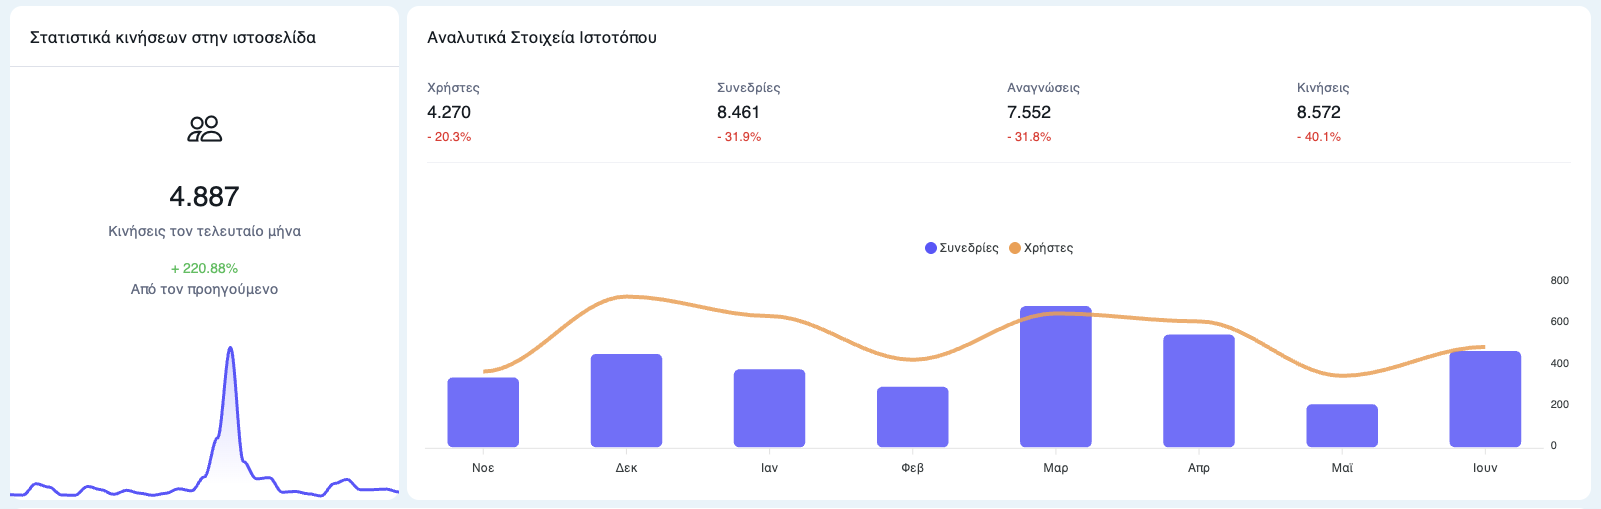 Στατιστικά κινήσεων στην ιστοσελίδα
4.887
Κινήσεις τον τελευταίο μήνα
+ 220.88%
Από τον προηγούμενο
Αναλυτικά Στοιχεία Ιστοτόπου
Χρήστες
4.270
- 20.3%
Συνεδρίες
8.461
- 31.9%
Αναγνώσεις
7.552
- 31.8%
Κινήσεις
8.572
- 40.1%
Συνεδρίες Χρήστες
800
600
400
200
0
Νοε Δεκ Ιαν Φεβ Μαρ Απρ Μαϊ Ιουν